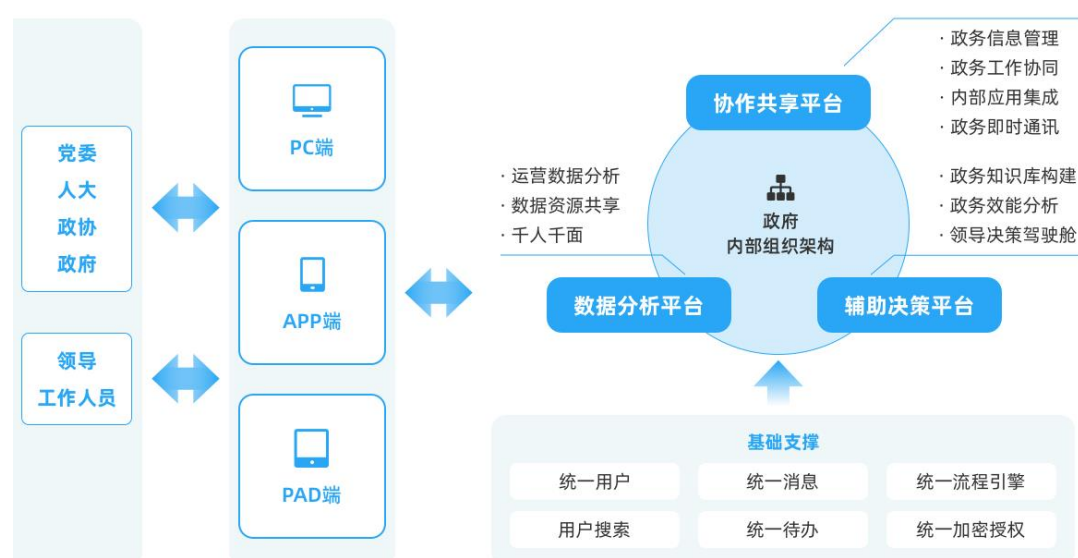 党委
人大
政协
政府
领导
工作人员
PC端
APP端
PAD端
· 运营数据分析
· 数据资源共享
· 千人千面
协作共享平台
· 政务信息管理
· 政务工作协同
· 内部应用集成
· 政务即时通讯
政府
内部组织架构
· 政务知识库构建
· 政务效能分析
· 领导决策驾驶舱
数据分析平台
辅助决策平台
基础支撑
统一用户
统一消息
统一流程引擎
用户搜索
统一待办
统一加密授权